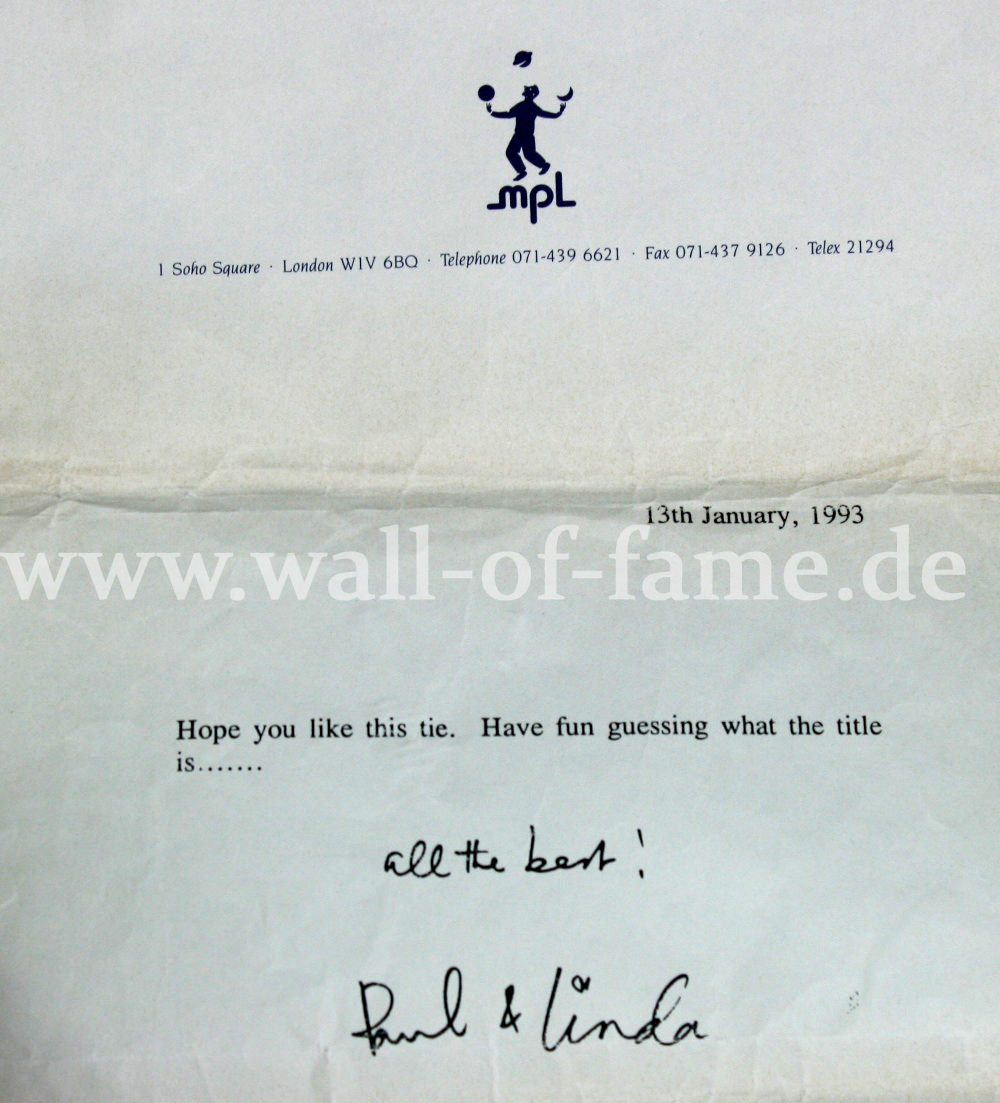 mpL
1 Soho Square · London W1V 6BQ · Telephone 071-439 6621 · Fax 071-437 9126 · Telex 21294
13th January, 1993
www.wall-of-fame.de
Hope you like this tie. Have fun guessing what the title
is.......
all the best!
Paul & Linda